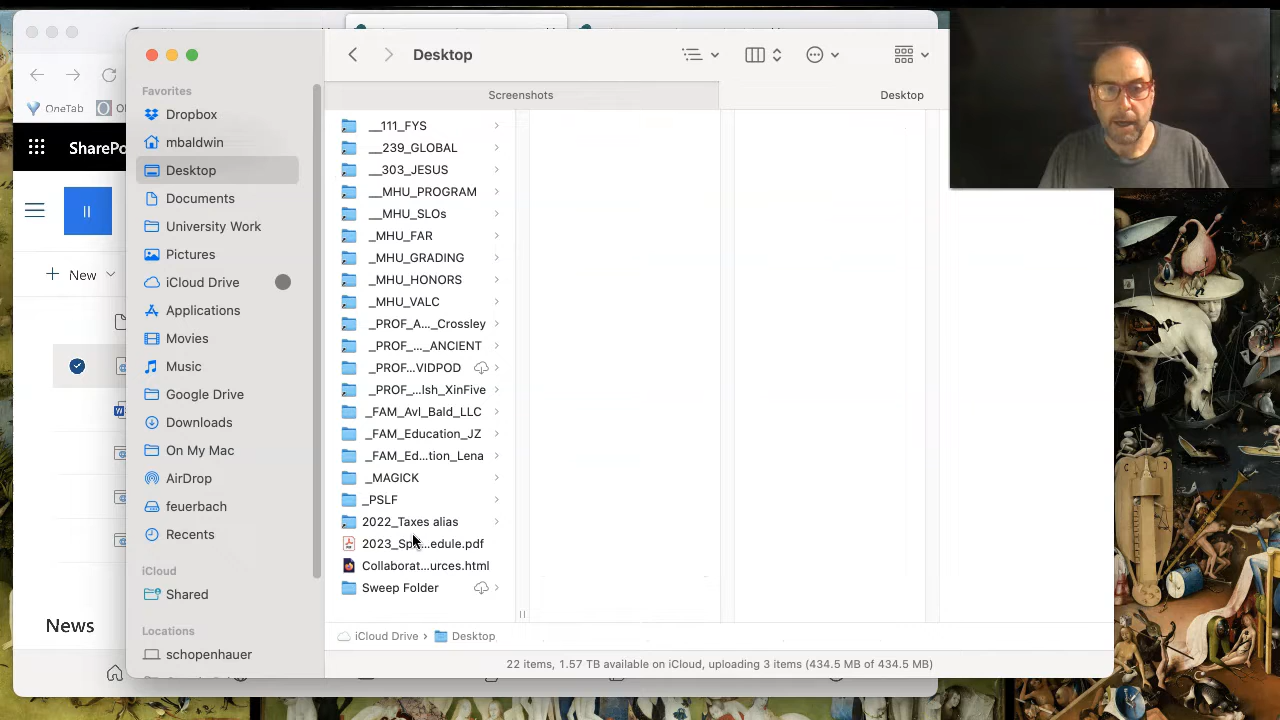 Desktop
Favorites
Dropbox
mbaldwin
Desktop
Documents
University Work
Pictures
iCloud Drive
Applications
Movies
Music
Google Drive
Downloads
On My Mac
AirDrop
feuerbach
Recents
iCloud
Shared
Locations
schopenhauer
Screenshots
Desktop
__111_FYS
__239_GLOBAL
__303_JESUS
__MHU_PROGRAM
__MHU_SLOs
_MHU_FAR
_MHU_GRADING
_MHU_HONORS
_MHU_VALC
_PROF_A..._Crossley
_PROF_..._ANCIENT
_PROF...VIDPOD
_PROF_...lsh_XinFive
_FAM_Avl_Bald_LLC
_FAM_Education_JZ
_FAM_Ed...tion_Lena
_MAGICK
_PSLF
2022_Taxes alias
2023_Sp...edule.pdf
Collaborat...urces.html
Sweep Folder
iCloud Drive › Desktop
22 items, 1.57 TB available on iCloud, uploading 3 items (434.5 MB of 434.5 MB)
OneTab
SharePo
II
New
News